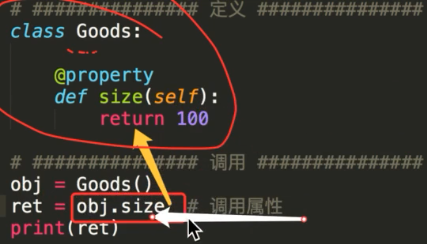 # ############### 定义 ###############
class Goods:
@property
def size(self):
return 100
# ############### 调用 ###############
obj = Goods()
ret = obj.size # 调用属性
print(ret)